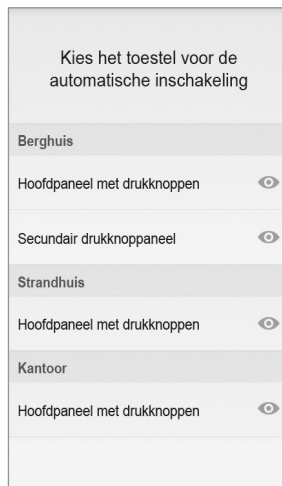 Kies het toestel voor de
automatische inschakeling
Berghuis
Hoofdpaneel met drukknoppen
Secundair drukknoppaneel
Strandhuis
Hoofdpaneel met drukknoppen
Kantoor
Hoofdpaneel met drukknoppen